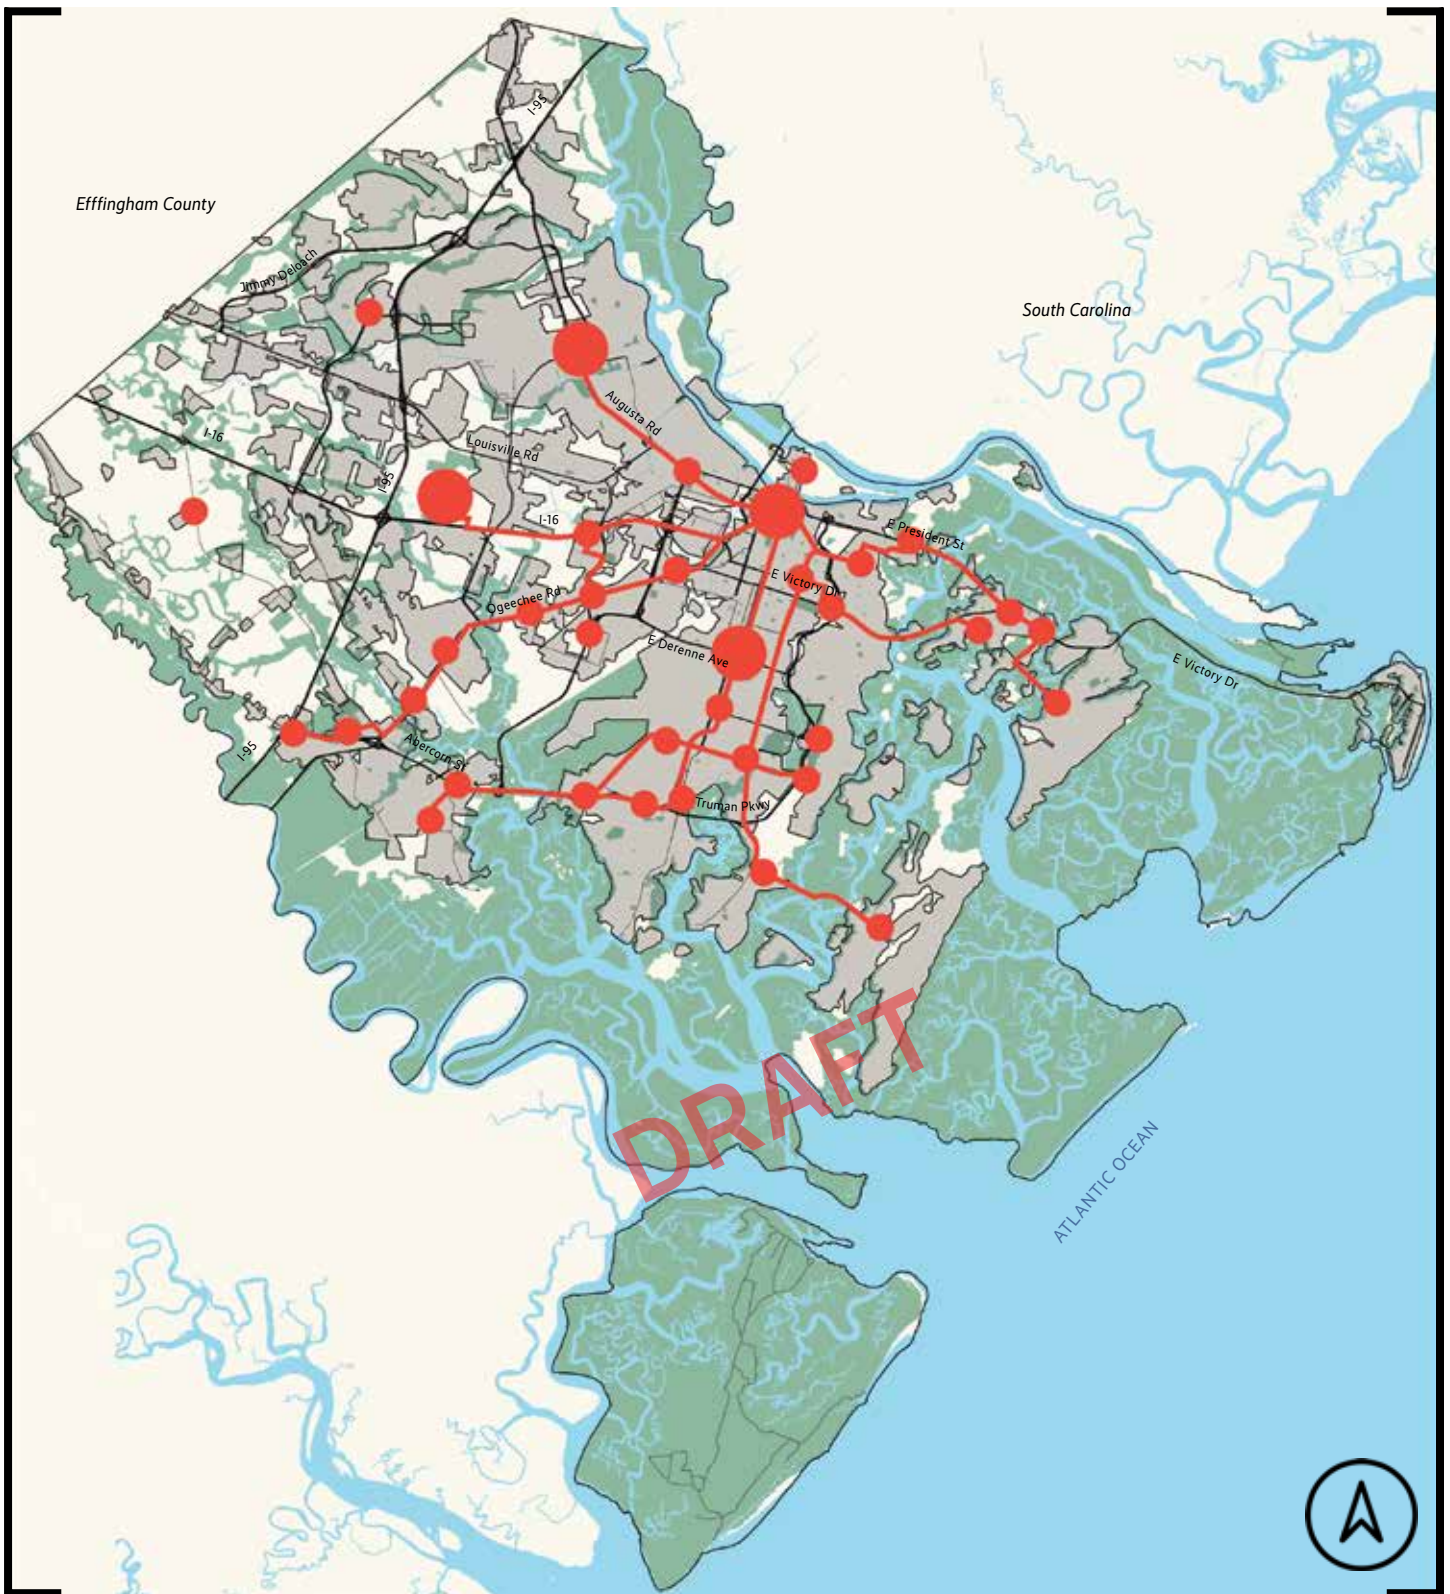 I-95
Efffingham County
Jimmy Deloach
South Carolina
Augusta Rd
I-16
Louisville Rd
I-95
I-16
E President St
E Victory Dr
Ogeechee Rd
E Derenne Ave
E Victory Dr
I-95
Abercorn St
Truman Pkwy
DRAFT
ATLANTIC OCEAN